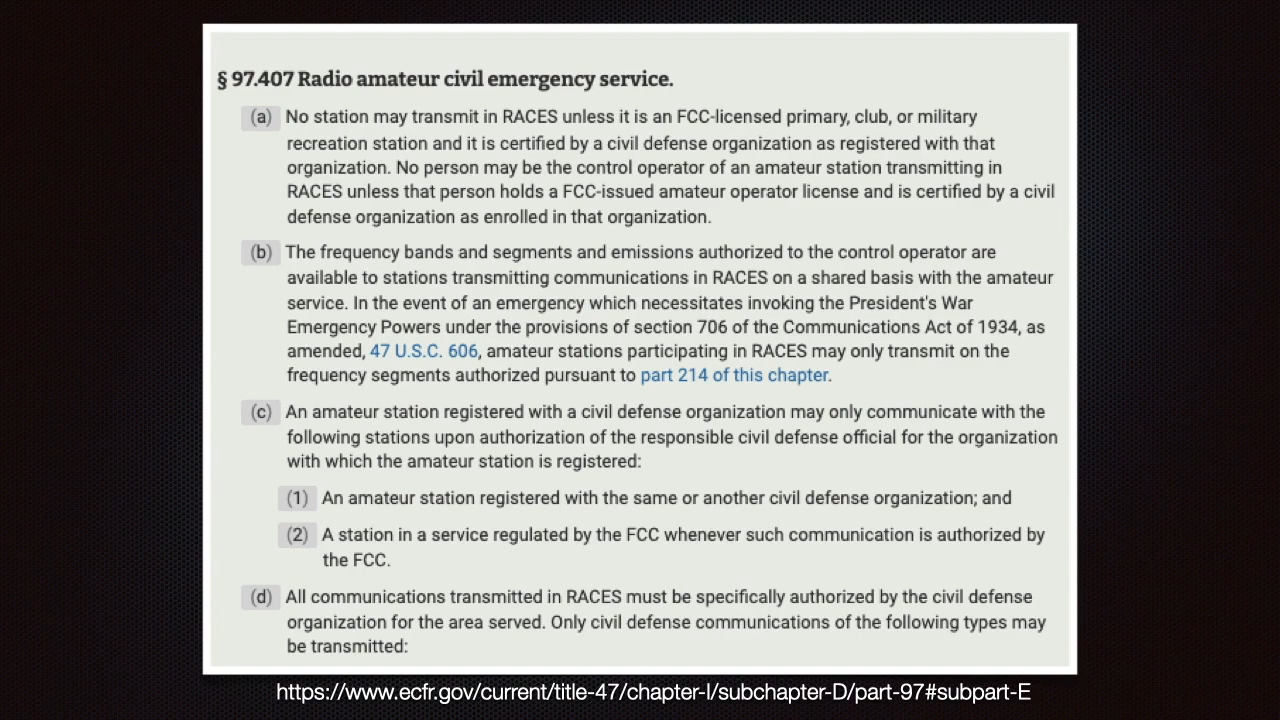 § 97.407 Radio amateur civil emergency service.
(a) No station may transmit in RACES unless it is an FCC-licensed primary, club, or military
recreation station and it is certified by a civil defense organization as registered with that
organization. No person may be the control operator of an amateur station transmitting in
RACES unless that person holds a FCC-issued amateur operator license and is certified by a civil
defense organization as enrolled in that organization.
(b) The frequency bands and segments and emissions authorized to the control operator are
available to stations transmitting communications in RACES on a shared basis with the amateur
service. In the event of an emergency which necessitates invoking the President's War
Emergency Powers under the provisions of section 706 of the Communications Act of 1934, as
amended, 47 U.S.C. 606, amateur stations participating in RACES may only transmit on the
frequency segments authorized pursuant to part 214 of this chapter.
(c) An amateur station registered with a civil defense organization may only communicate with the
following stations upon authorization of the responsible civil defense official for the organization
with which the amateur station is registered:
(1) An amateur station registered with the same or another civil defense organization; and
(2) A station in a service regulated by the FCC whenever such communication is authorized by
the FCC.
(d) All communications transmitted in RACES must be specifically authorized by the civil defense
organization for the area served. Only civil defense communications of the following types may
be transmitted:
https://www.ecfr.gov/current/title-47/chapter-I/subchapter-D/part-97#subpart-E